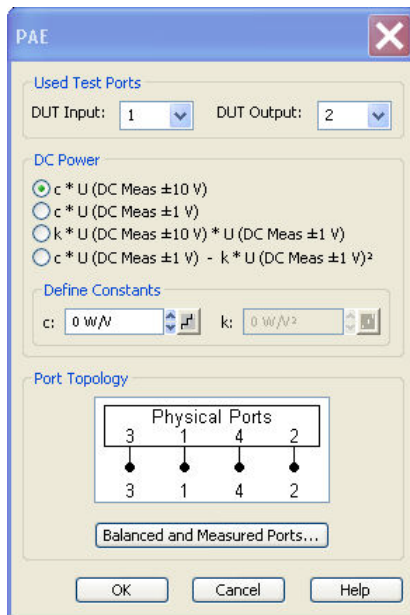 PAE
Used Test Ports
DUT Input: 1 DUT Output: 2
DC Power
c * U (DC Meas ±10 V)
c * U (DC Meas ±1 V)
k * U (DC Meas ±10 V) * U (DC Meas ±1 V)
c * U (DC Meas ±1 V) - k * U (DC Meas ±1 V)²
Define Constants
c: 0 W/V k: 0 W/V²
Port Topology
Physical Ports
3 1 4 2
3 1 4 2
Balanced and Measured Ports...
OK Cancel Help